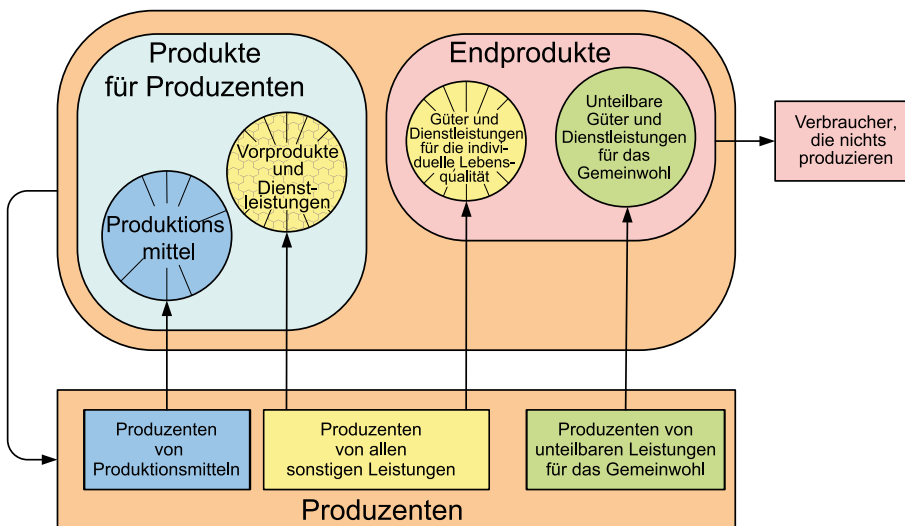 Produkte
für Produzenten
Endprodukte
Produktions
mittel
Vorprodukte
und
Dienst-
leistungen
Güter und
Dienstleistungen
für die indivi-
duelle Lebens-
qualität
Unteilbare
Güter und
Dienstleistungen
für das
Gemeinwohl
Verbraucher,
die nichts
produzieren
Produzenten
von
Produktionsmitteln
Produzenten
von allen
sonstigen Leistungen
Produzenten von
unteilbaren Leistungen
für das Gemeinwohl
Produzenten